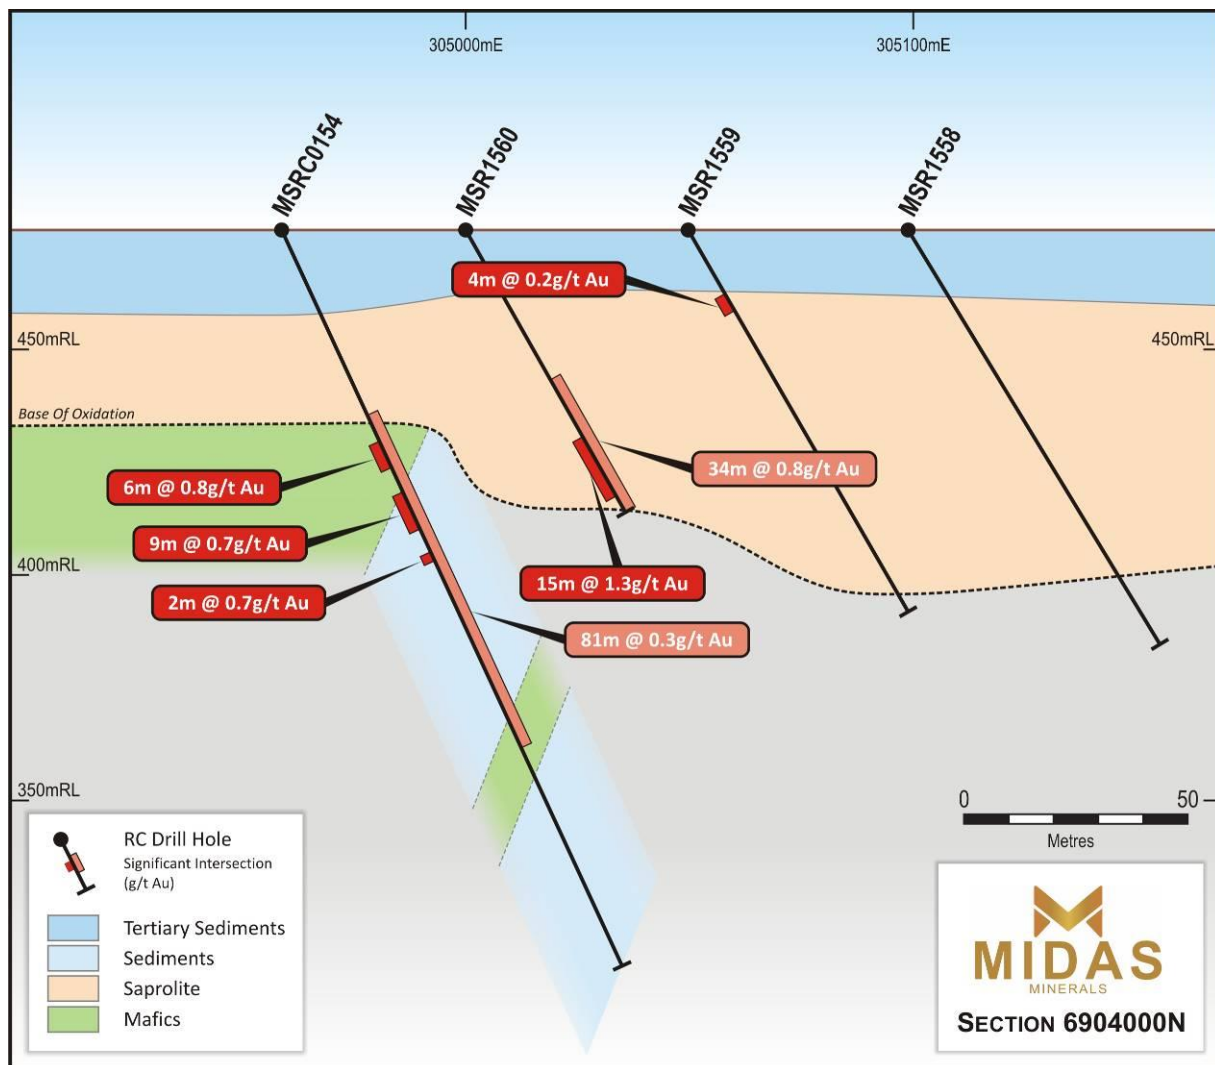 305000mE
305100mE
MSRC0154
MSR1560
MSR1559
MSR1558
4m @ 0.2g/t Au
450mRL
450mRL
Base Of Oxidation
34m @ 0.8g/t Au
6m @ 0.8g/t Au
9m @ 0.7g/t Au
400mRL
15m @ 1.3g/t Au
2m @ 0.7g/t Au
81m @ 0.3g/t Au
350mRL
0 50
Metres
RC Drill Hole
Significant Intersection
(g/t Au)
Tertiary Sediments
Sediments
Saprolite
Mafics
MIDAS
MINERALS
SECTION 6904000N